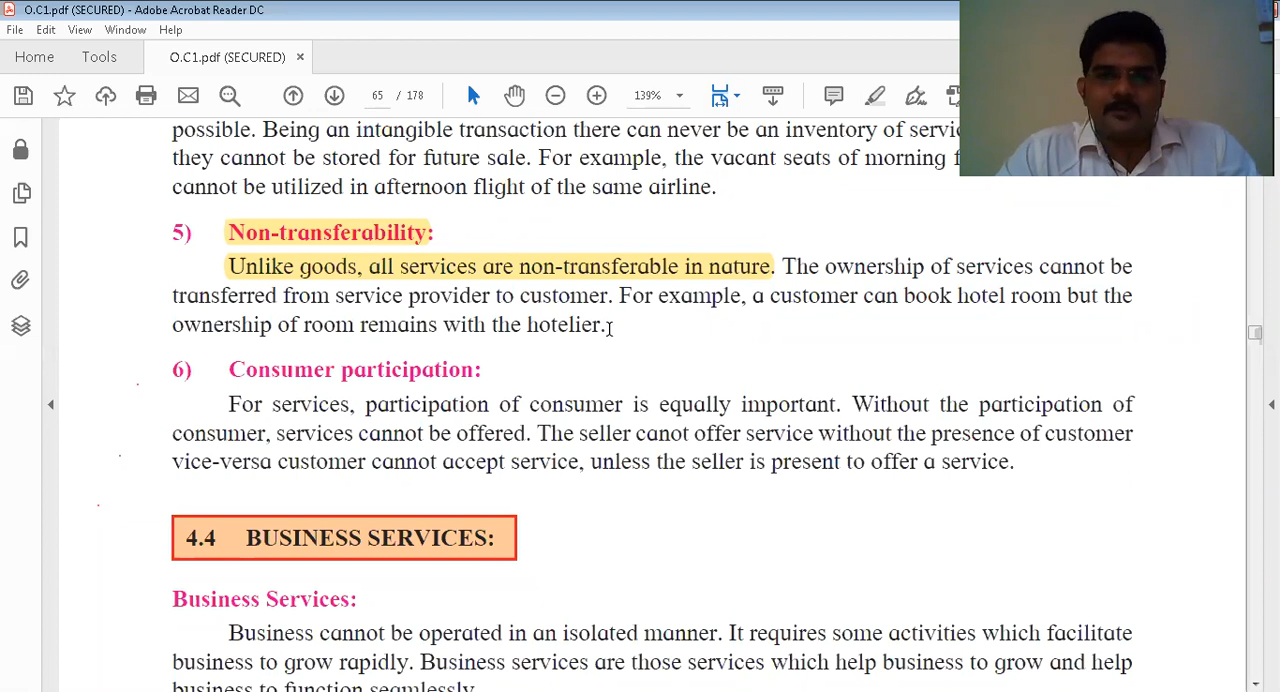 O.C1.pdf (SECURED) - Adobe Acrobat Reader DC
File Edit View Window Help
Home Tools O.C1.pdf (SECURED) ×
65 / 178 139%
possible. Being an intangible transaction there can never be an inventory of
they cannot be stored for future sale. For example, the vacant seats of morning
cannot be utilized in afternoon flight of the same airline.
5) Non-transferability:
Unlike goods, all services are non-transferable in nature. The ownership of services cannot be
transferred from service provider to customer. For example, a customer can book hotel room but the
ownership of room remains with the hotelier.
6) Consumer participation:
For services, participation of consumer is equally important. Without the participation of
consumer, services cannot be offered. The seller canot offer service without the presence of customer
vice-versa customer cannot accept service, unless the seller is present to offer a service.
4.4 BUSINESS SERVICES:
Business Services:
Business cannot be operated in an isolated manner. It requires some activities which facilitate
business to grow rapidly. Business services are those services which help business to grow and help
business to function seamlessly.